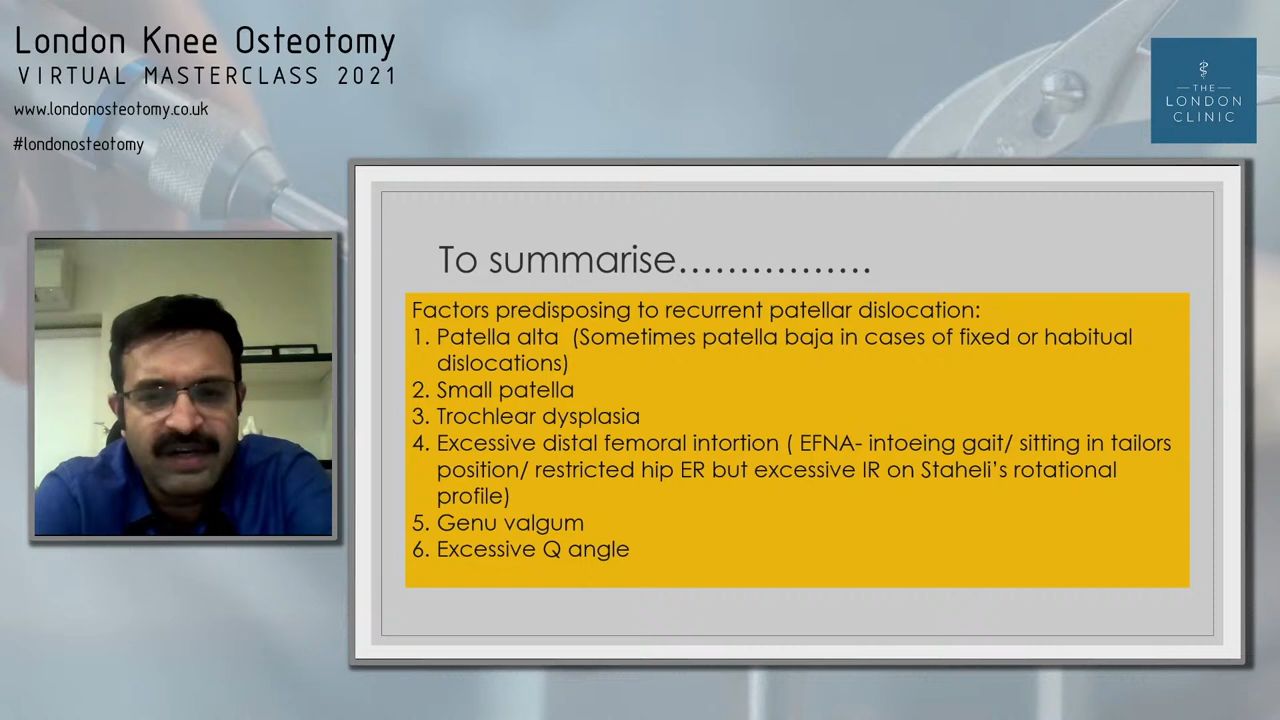 London Knee Osteotomy
VIRTUAL MASTERCLASS 2021
www.londonosteotomy.co.uk
#londonosteotomy
THE
LONDON
CLINIC
To summarise................
Factors predisposing to recurrent patellar dislocation:
1. Patella alta (Sometimes patella baja in cases of fixed or habitual
dislocations)
2. Small patella
3. Trochlear dysplasia
4. Excessive distal femoral intortion ( EFNA- intoeing gait/ sitting in tailors
position/ restricted hip ER but excessive IR on Staheli's rotational
profile)
5. Genu valgum
6. Excessive Q angle